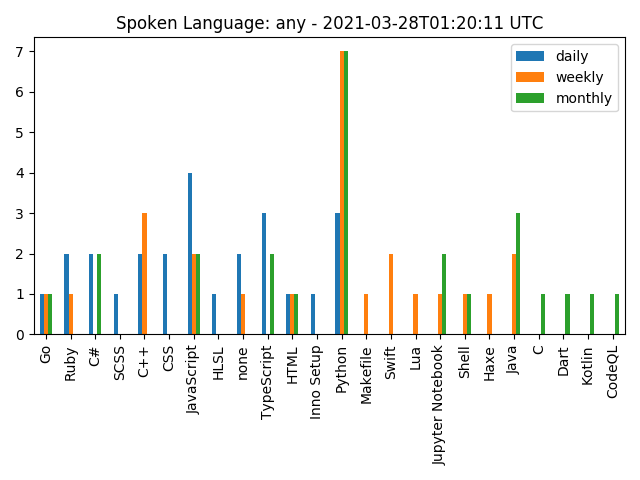 Spoken Language: any - 2021-03-28T01:20:11 UTC
daily
weekly
monthly
7
6
5
4
3
2
1
0
Go
Ruby
C#
SCSS
C++
CSS
JavaScript
HLSL
none
TypeScript
HTML
Inno Setup
Python
Makefile
Swift
Lua
Jupyter Notebook
Shell
Haxe
Java
C
Dart
Kotlin
CodeQL